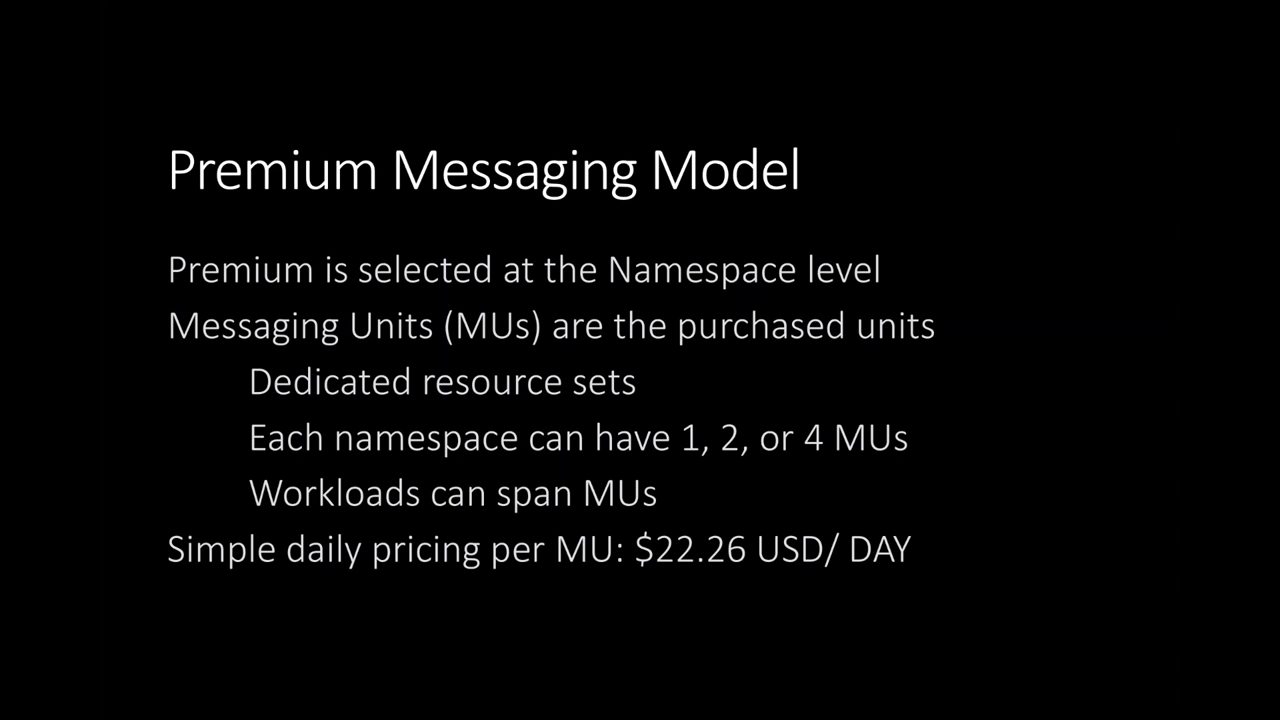 Premium Messaging Model
Premium is selected at the Namespace level
Messaging Units (MUs) are the purchased units
Dedicated resource sets
Each namespace can have 1, 2, or 4 MUs
Workloads can span MUs
Simple daily pricing per MU: $22.26 USD/ DAY